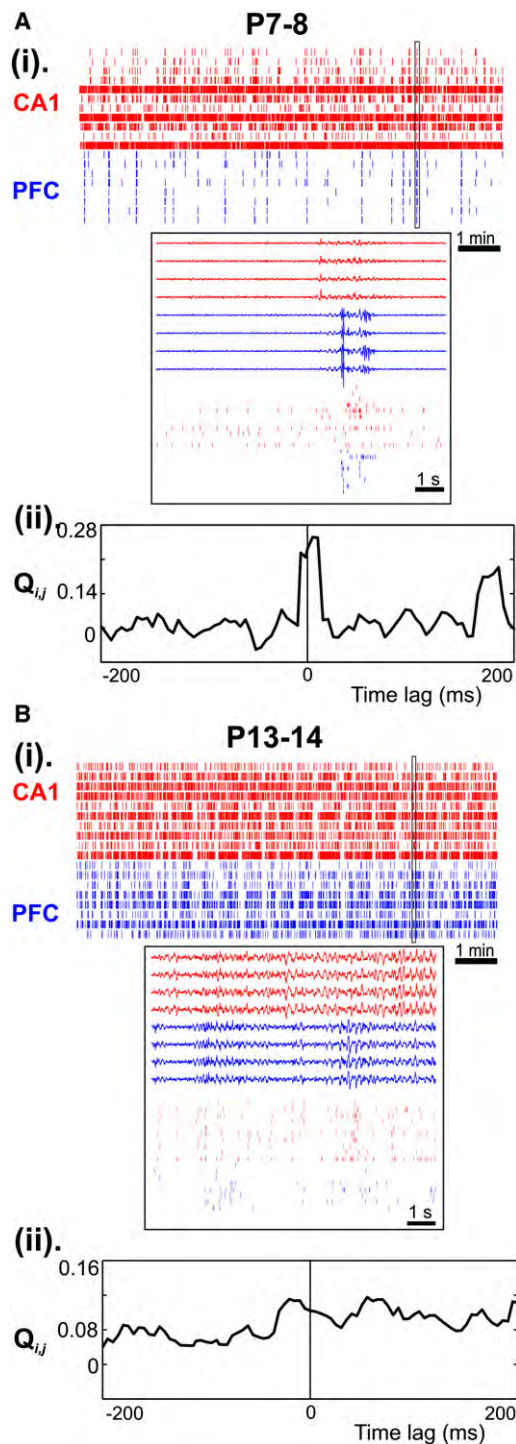 A
P7-8
(i).
CA1
PFC
1 min
1 s
(ii).
0.28
Qi,j
0.14
0
-200
0
200
Time lag (ms)
B
P13-14
(i).
CA1
PFC
1 min
1 s
(ii).
0.16
Qi,j
0.08
0
-200
0
200
Time lag (ms)